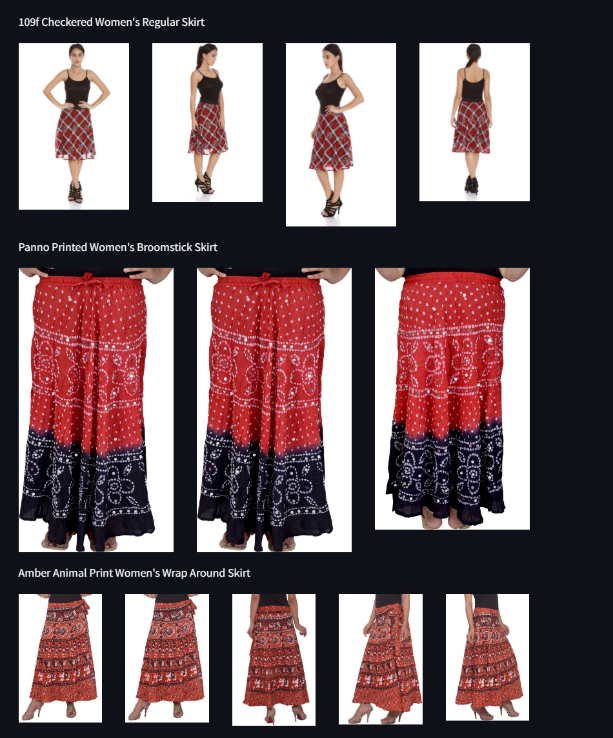 109f Checkered Women's Regular Skirt
Panno Printed Women's Broomstick Skirt
Amber Animal Print Women's Wrap Around Skirt